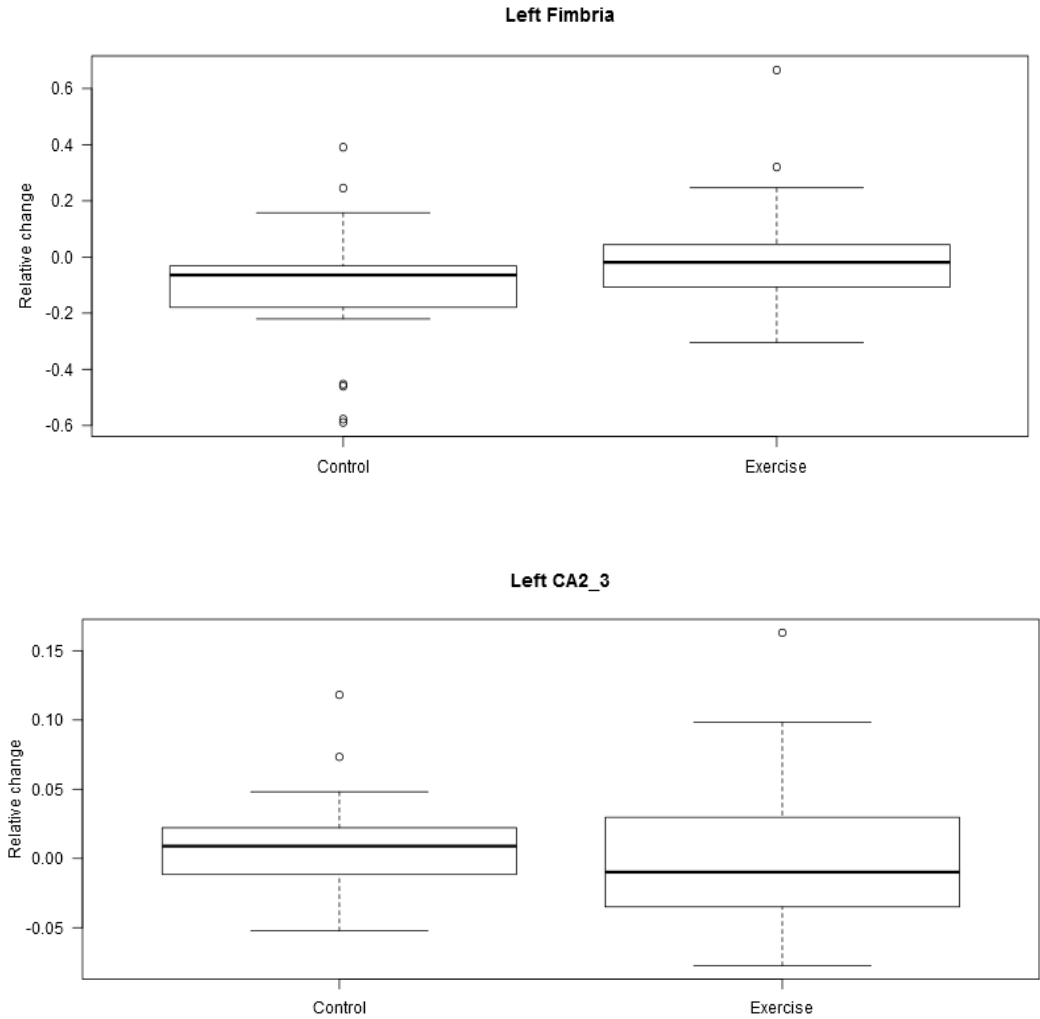 Left Fimbria
0.6
0.4
0.2
0.0
-0.2
-0.4
-0.6
Relative change
Control Exercise
Left CA2_3
0.15
0.10
0.05
0.00
-0.05
Relative change
Control Exercise